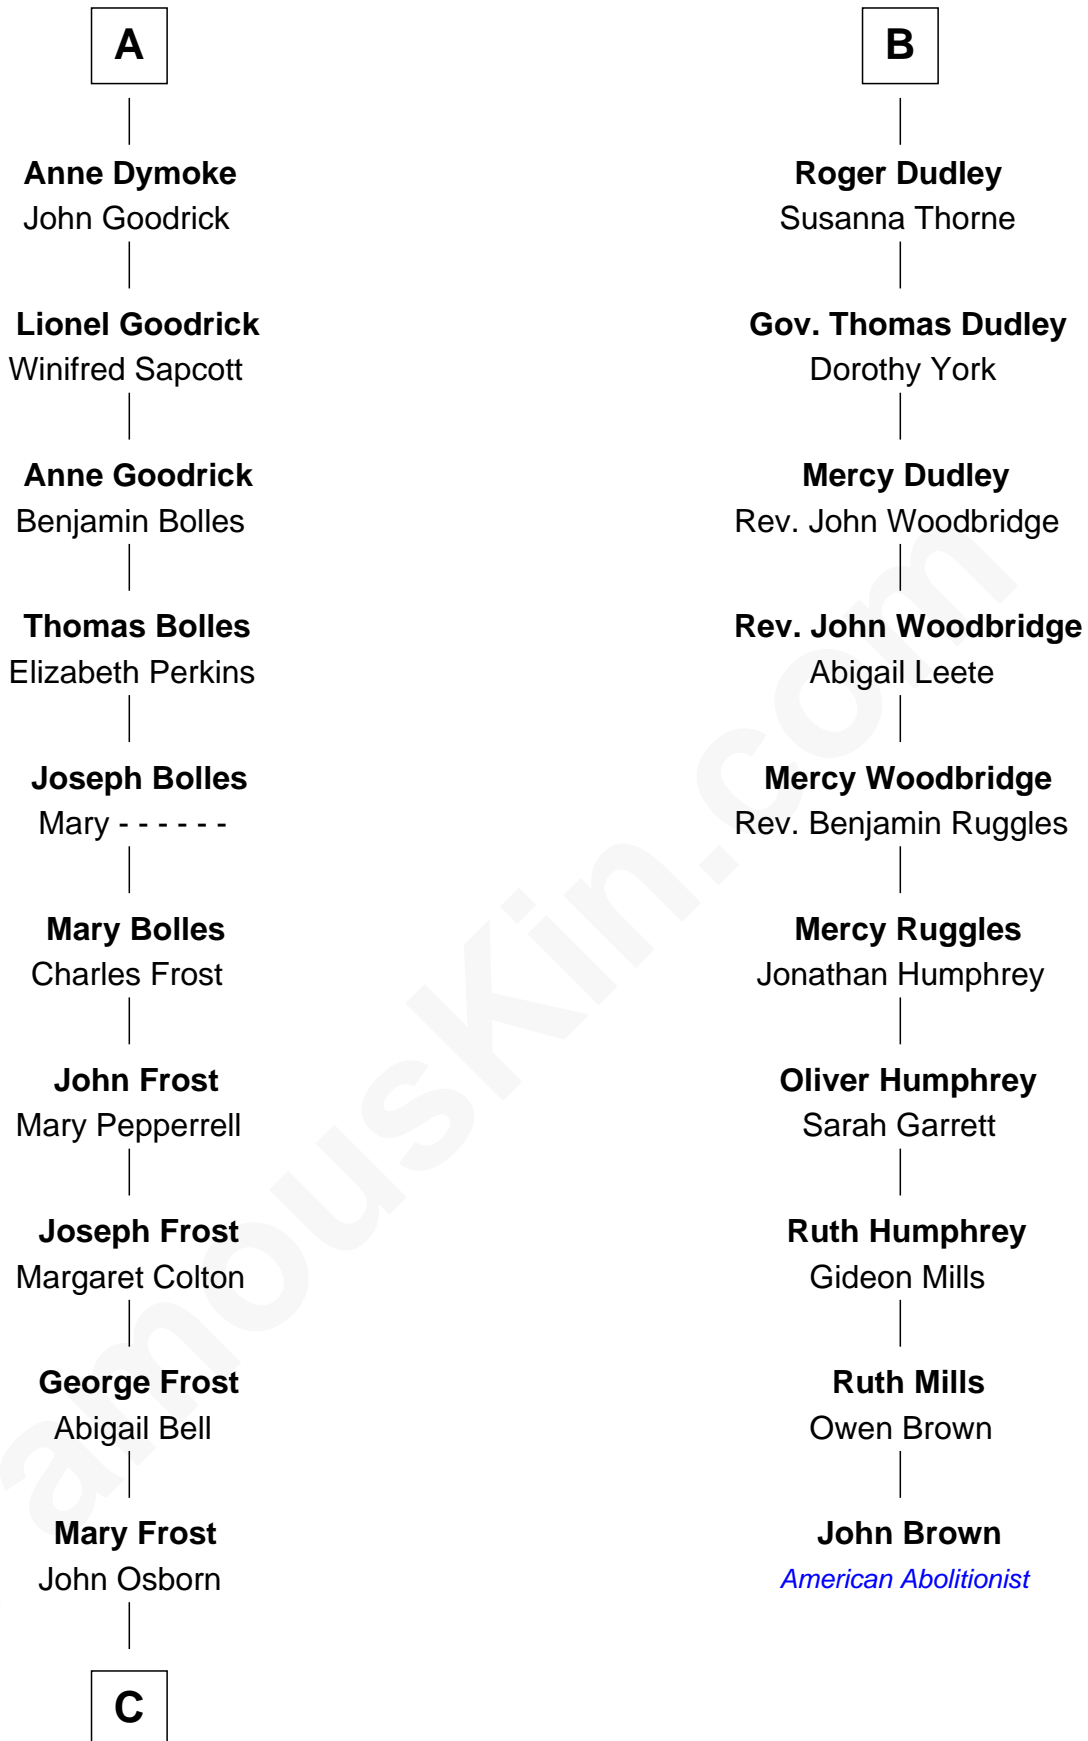 A
Anne Dymoke
John Goodrick
Lionel Goodrick
Winifred Sapcott
Anne Goodrick
Benjamin Bolles
Thomas Bolles
Elizabeth Perkins
Joseph Bolles
Mary - - - - - -
Mary Bolles
Charles Frost
John Frost
Mary Pepperrell
Joseph Frost
Margaret Colton
George Frost
Abigail Bell
Mary Frost
John Osborn
C
B
Roger Dudley
Susanna Thorne
Gov. Thomas Dudley
Dorothy York
Mercy Dudley
Rev. John Woodbridge
Rev. John Woodbridge
Abigail Leete
Mercy Woodbridge
Rev. Benjamin Ruggles
Mercy Ruggles
Jonathan Humphrey
Oliver Humphrey
Sarah Garrett
Ruth Humphrey
Gideon Mills
Ruth Mills
Owen Brown
John Brown
American Abolitionist
amousKin.com